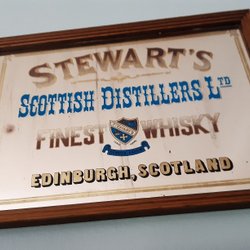 STEWART'S
SCOTTISH DISTILLERS LTD
FINEST WHISKY
EDINBURGH, SCOTLAND